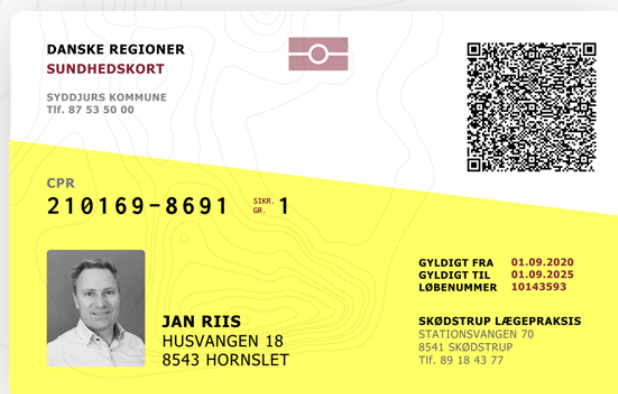 DANSKE REGIONER
SUNDHEDSKORT
SYDDJURS KOMMUNE
Tlf. 87 53 50 00
CPR
210169-8691
SIKR.
GR.
1
GYLDIGT FRA 01.09.2020
GYLDIGT TIL 01.09.2025
LØBENUMMER 10143593
JAN RIIS
HUSVANGEN 18
8543 HORNSLET
SKØDSTRUP LÆGEPRAKSIS
STATIONSVANGEN 70
8541 SKØDSTRUP
Tlf. 89 18 43 77